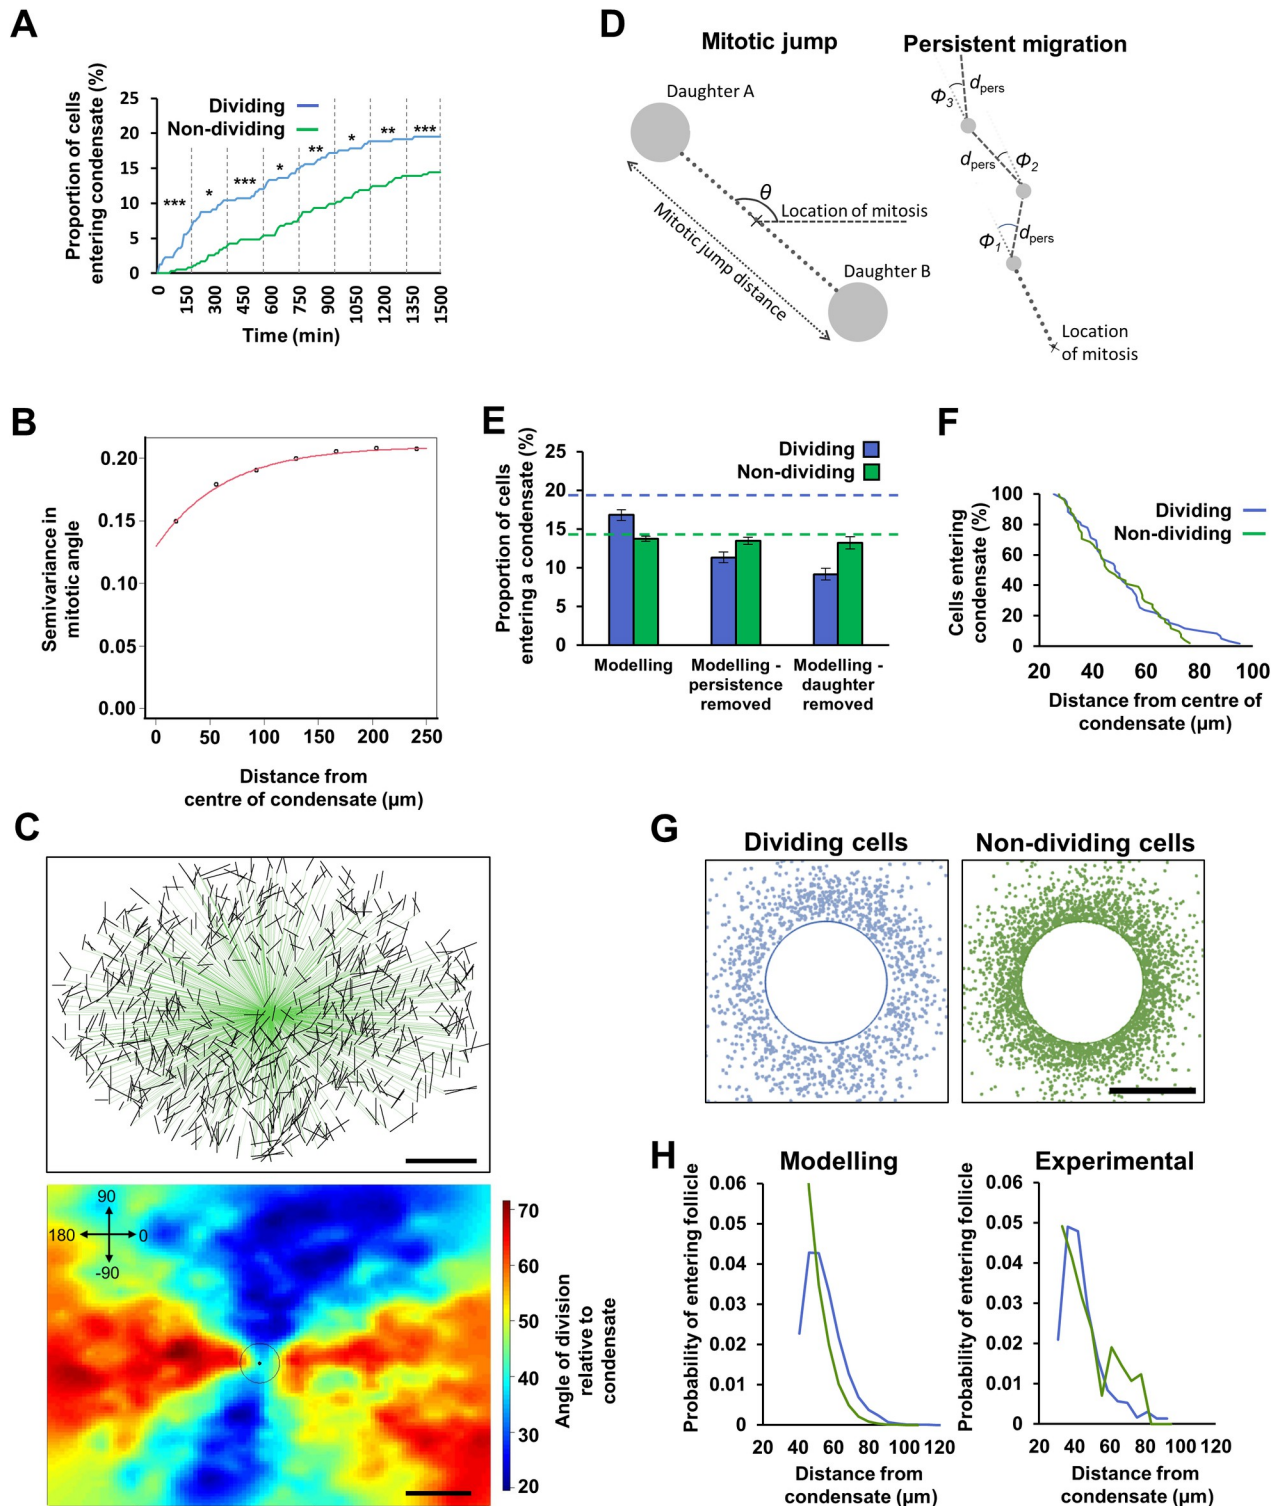 A
Proportion of cells
entering condensate (%)
25
20
15
10
5
0
Dividing
Non-dividing
***
*
***
*
**
*
**
***
0
150
300
450
600
750
900
1050
1200
1350
1500
Time (min)
D
Mitotic jump
Daughter A
θ
Location of mitosis
Mitotic jump distance
Daughter B
Persistent migration
dpers
Φ3
dpers
Φ2
Φ1
dpers
Location
of mitosis
B
Semivariance in
mitotic angle
0.20
0.15
0.10
0.05
0.00
0 50 100 150 200 250
Distance from
centre of condensate (µm)
E
Proportion of cells
entering a condensate (%)
25
20
15
10
5
0
Dividing
Non-dividing
Modelling
Modelling -
persistence
removed
Modelling -
daughter
removed
F
Cells entering
condensate (%)
100
80
60
40
20
0
Dividing
Non-dividing
20 40 60 80 100
Distance from centre of
condensate (µm)
C
90
180
0
-90
70
60
50
40
30
20
Angle of division
relative to
condensate
G
Dividing cells
Non-dividing cells
H
Modelling
Probability of entering follicle
0.06
0.05
0.04
0.03
0.02
0.01
0
20 40 60 80 100 120
Distance from
condensate (µm)
Experimental
Probability of entering follicle
0.06
0.05
0.04
0.03
0.02
0.01
0
20 40 60 80 100 120
Distance from
condensate (µm)